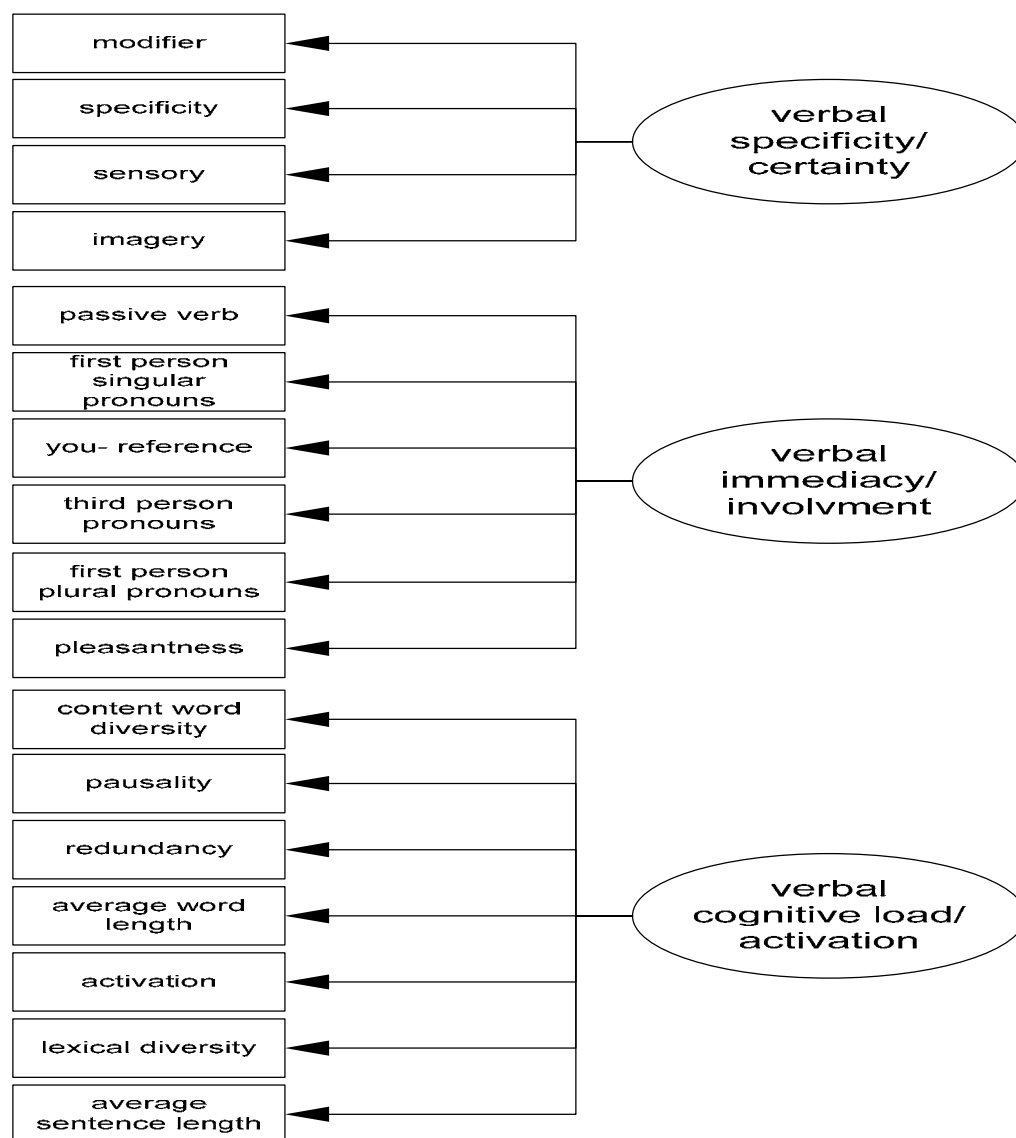 modifier
specificity
sensory
imagery
verbal
specificity/
certainty
passive verb
first person
singular
pronouns
you- reference
third person
pronouns
first person
plural pronouns
pleasantness
verbal
immediacy/
involvment
content word
diversity
pausality
redundancy
average word
length
activation
lexical diversity
average
sentence length
verbal
cognitive load/
activation